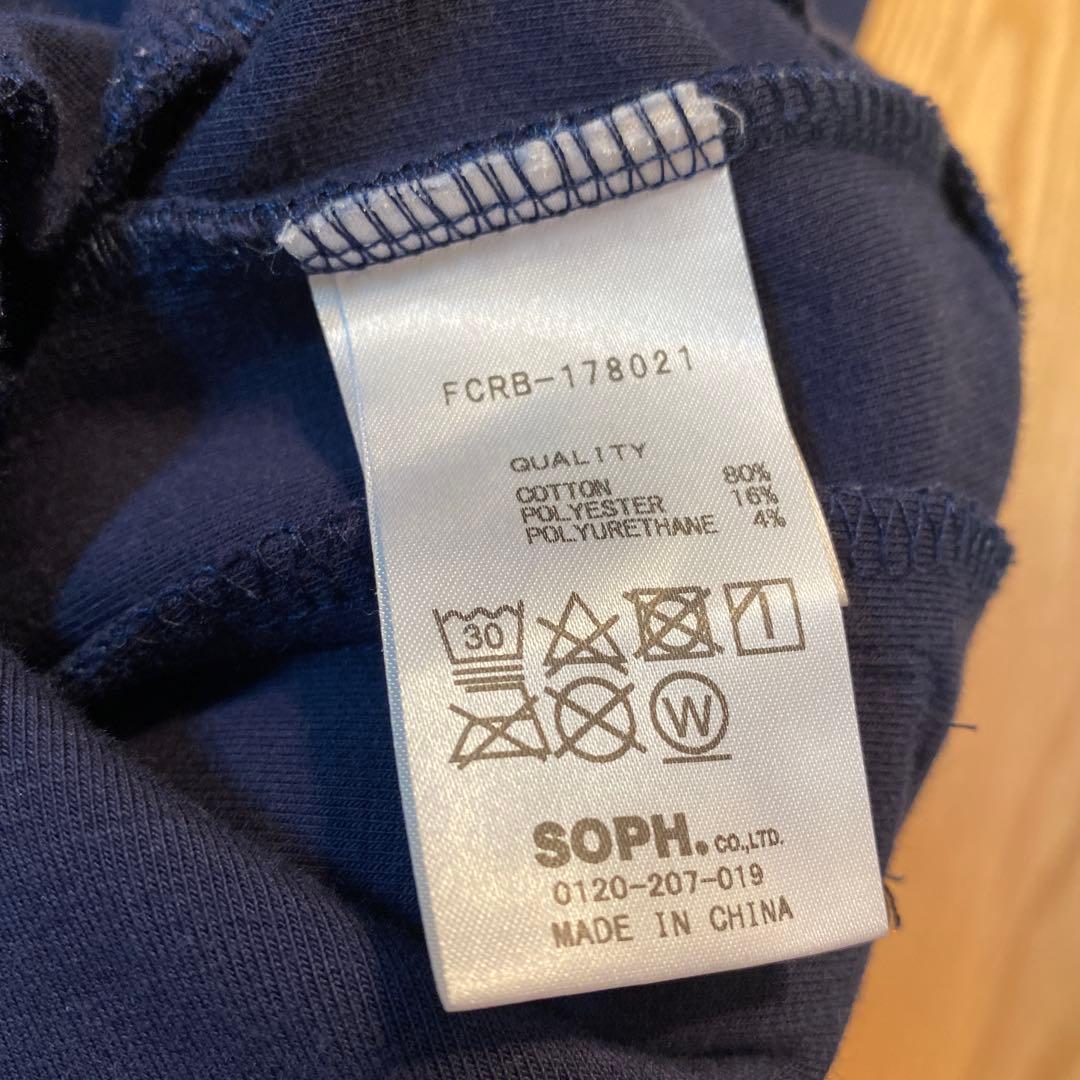 FCRB-178021
QUALITY
COTTON 80%
POLYESTER 16%
POLYURETHANE 4%
30
W
SOPH. CO.,LTD.
0120-207-019
MADE IN CHINA